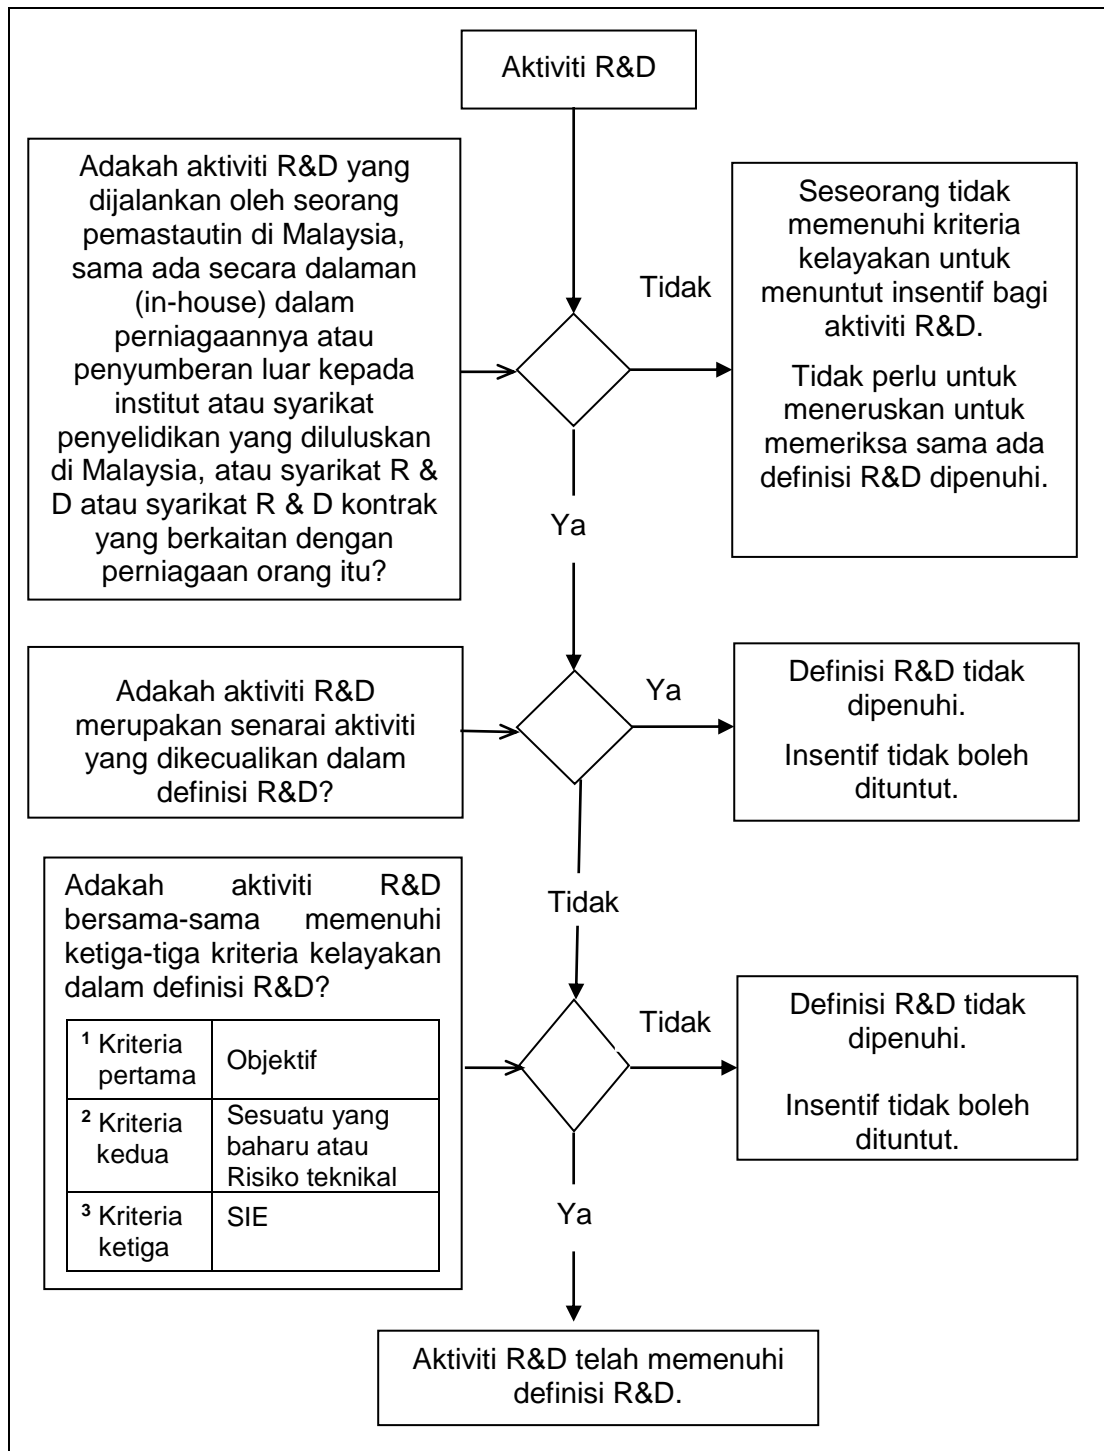 Aktiviti R&D
Adakah aktiviti R&D yang
dijalankan oleh seorang
pemastautin di Malaysia,
sama ada secara dalaman
(in-house) dalam
perniagaannya atau
penyumberan luar kepada
institut atau syarikat
penyelidikan yang diluluskan
di Malaysia, atau syarikat R &
D atau syarikat R & D kontrak
yang berkaitan dengan
perniagaan orang itu?
Tidak
Seseorang tidak
memenuhi kriteria
kelayakan untuk
menuntut insentif bagi
aktiviti R&D.
Tidak perlu untuk
meneruskan untuk
memeriksa sama ada
definisi R&D dipenuhi.
Ya
Adakah aktiviti R&D
merupakan senarai aktiviti
yang dikecualikan dalam
definisi R&D?
Ya
Definisi R&D tidak
dipenuhi.
Insentif tidak boleh
dituntut.
Tidak
Adakah aktiviti R&D
bersama-sama memenuhi
ketiga-tiga kriteria kelayakan
dalam definisi R&D?
1 Kriteria
pertama
Objektif
2 Kriteria
kedua
Sesuatu yang
baharu atau
Risiko teknikal
3 Kriteria
ketiga
SIE
Tidak
Definisi R&D tidak
dipenuhi.
Insentif tidak boleh
dituntut.
Ya
Aktiviti R&D telah memenuhi
definisi R&D.